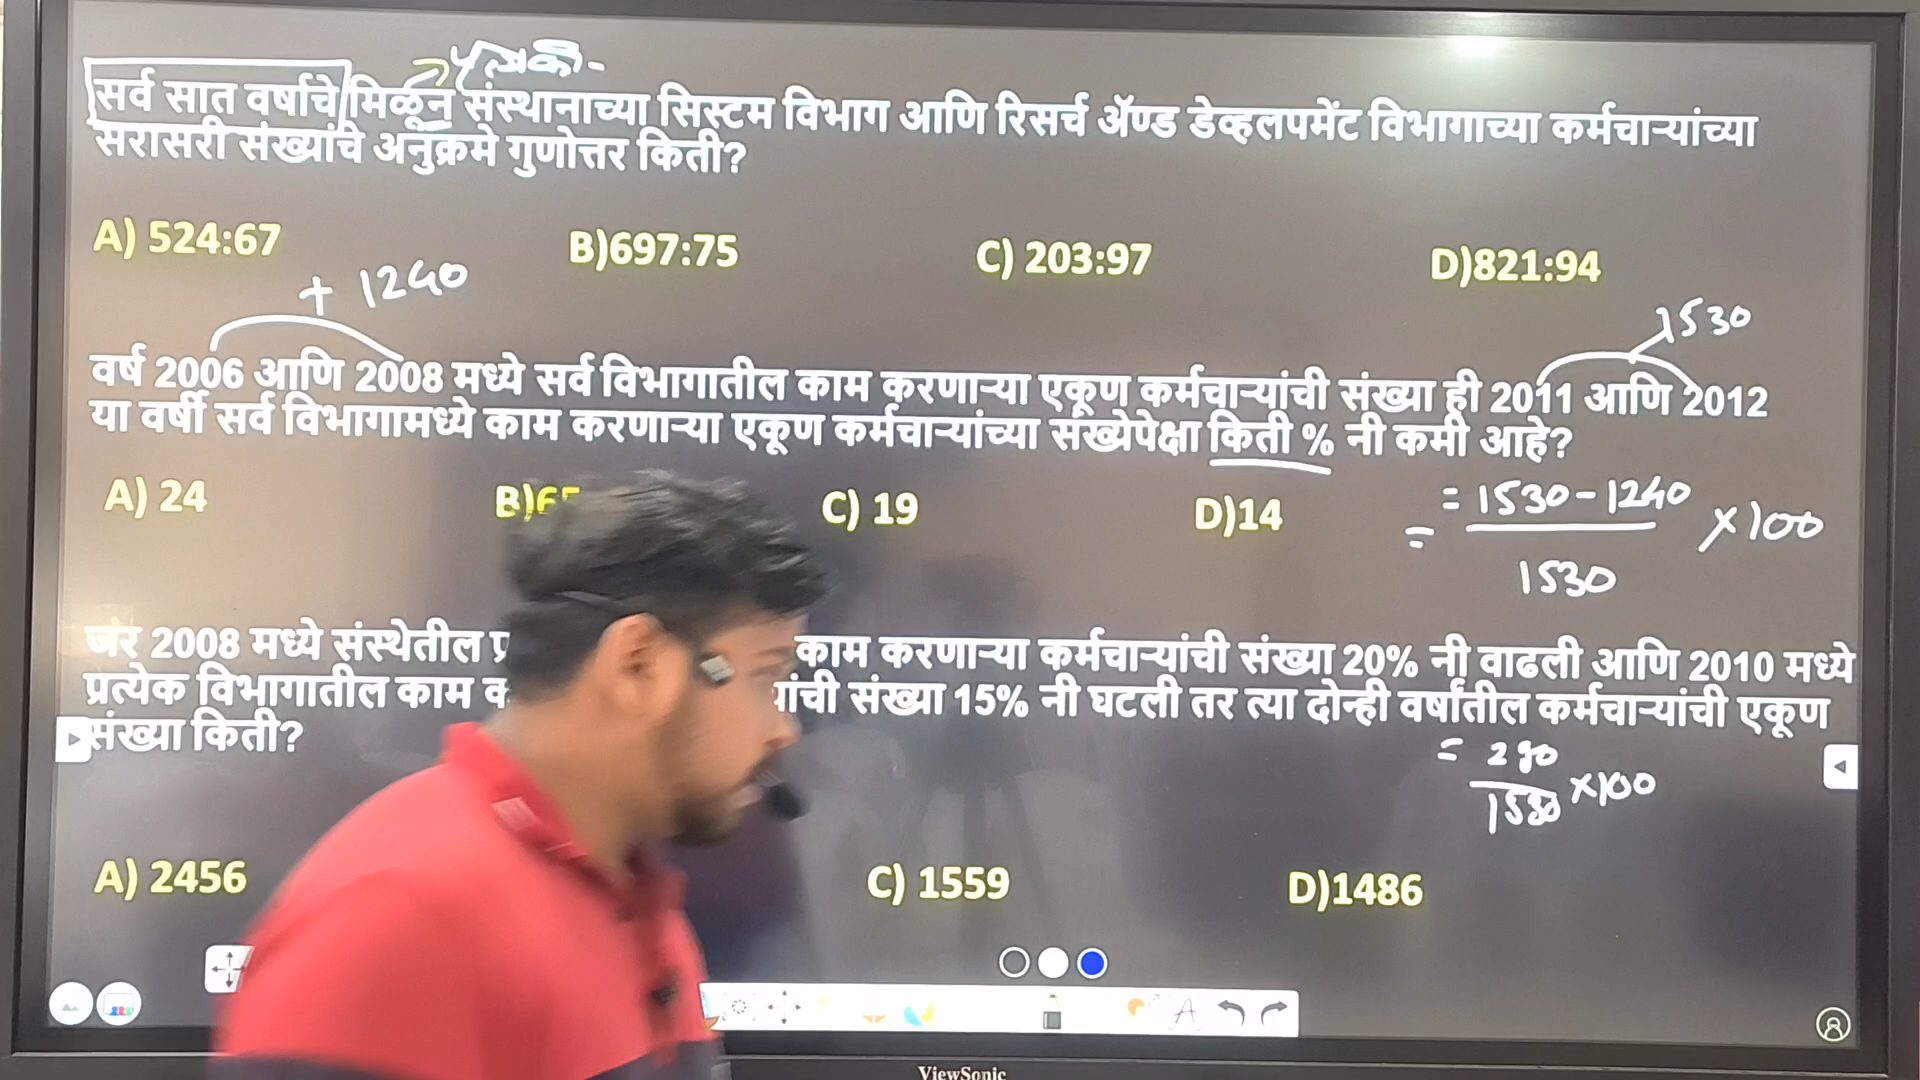 सर्व सात वर्षाचे मिळून संस्थानाच्या सिस्टम विभाग आणि रिसर्च ॲण्ड डेव्हलपमेंट विभागाच्या कर्मचाऱ्यांच्या
सरासरी संख्यांचे अनुक्रमे गुणोत्तर किती?
A) 524:67 B)697:75 C) 203:97 D)821:94
+ 1240
1530
वर्ष 2006 आणि 2008 मध्ये सर्व विभागातील काम करणाऱ्या एकूण कर्मचाऱ्यांची संख्या ही 2011 आणि 2012
या वर्षी सर्व विभागामध्ये काम करणाऱ्या एकूण कर्मचाऱ्यांच्या संख्येपेक्षा किती % नी कमी आहे?
A) 24 C) 19 D)14
= = 1530-1240 ×100
1530
जर 2008 मध्ये संस्थेतील काम करणाऱ्या कर्मचाऱ्यांची संख्या 20% नी वाढली आणि 2010 मध्ये
प्रत्येक विभागातील काम संख्या 15% नी घटली तर त्या दोन्ही वर्षांतील कर्मचाऱ्यांची एकूण
संख्या किती?
= 290
1530 ×100
A) 2456 C) 1559 D)1486
ViewSonic